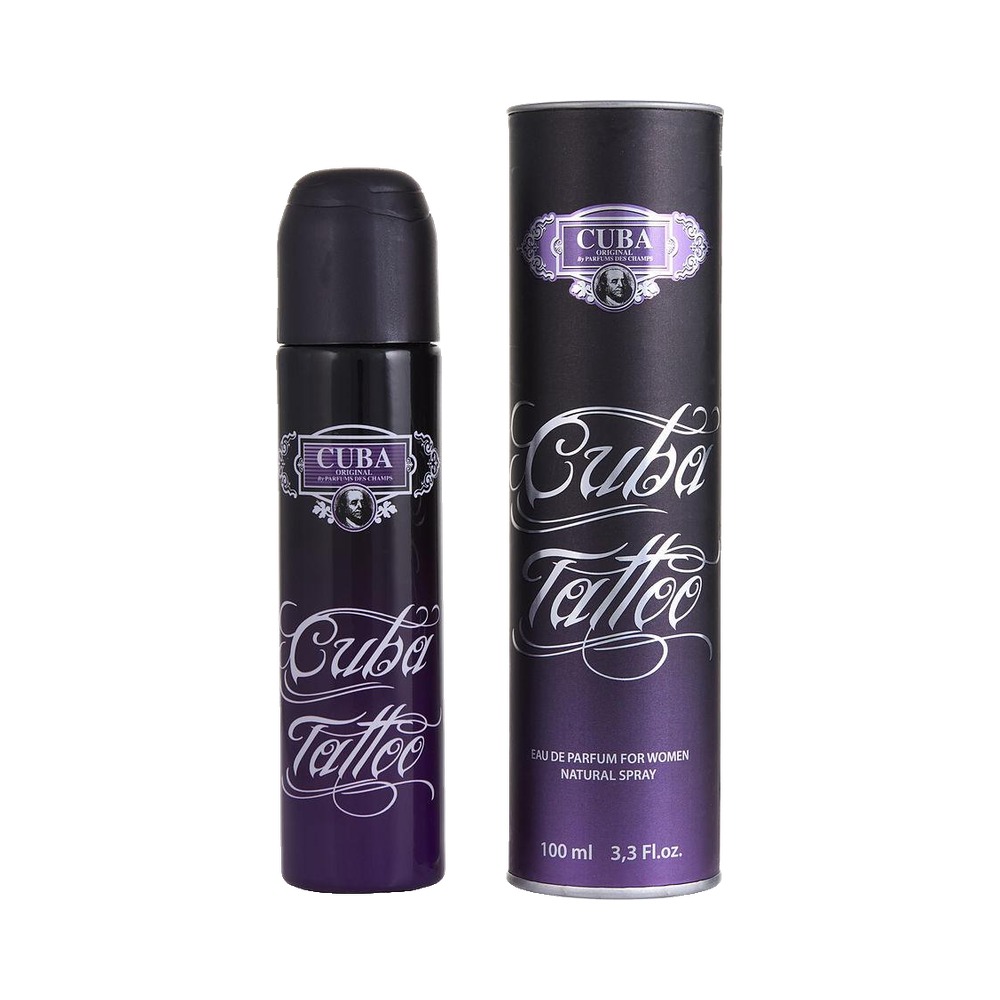 CUBA
ORIGINAL
By PARFUMS DES CHAMPS
Cuba
Tattoo
CUBA
ORIGINAL
By PARFUMS DES CHAMPS
Cuba
Tattoo
EAU DE PARFUM FOR WOMEN
NATURAL SPRAY
100 ml 3,3 Fl.oz.